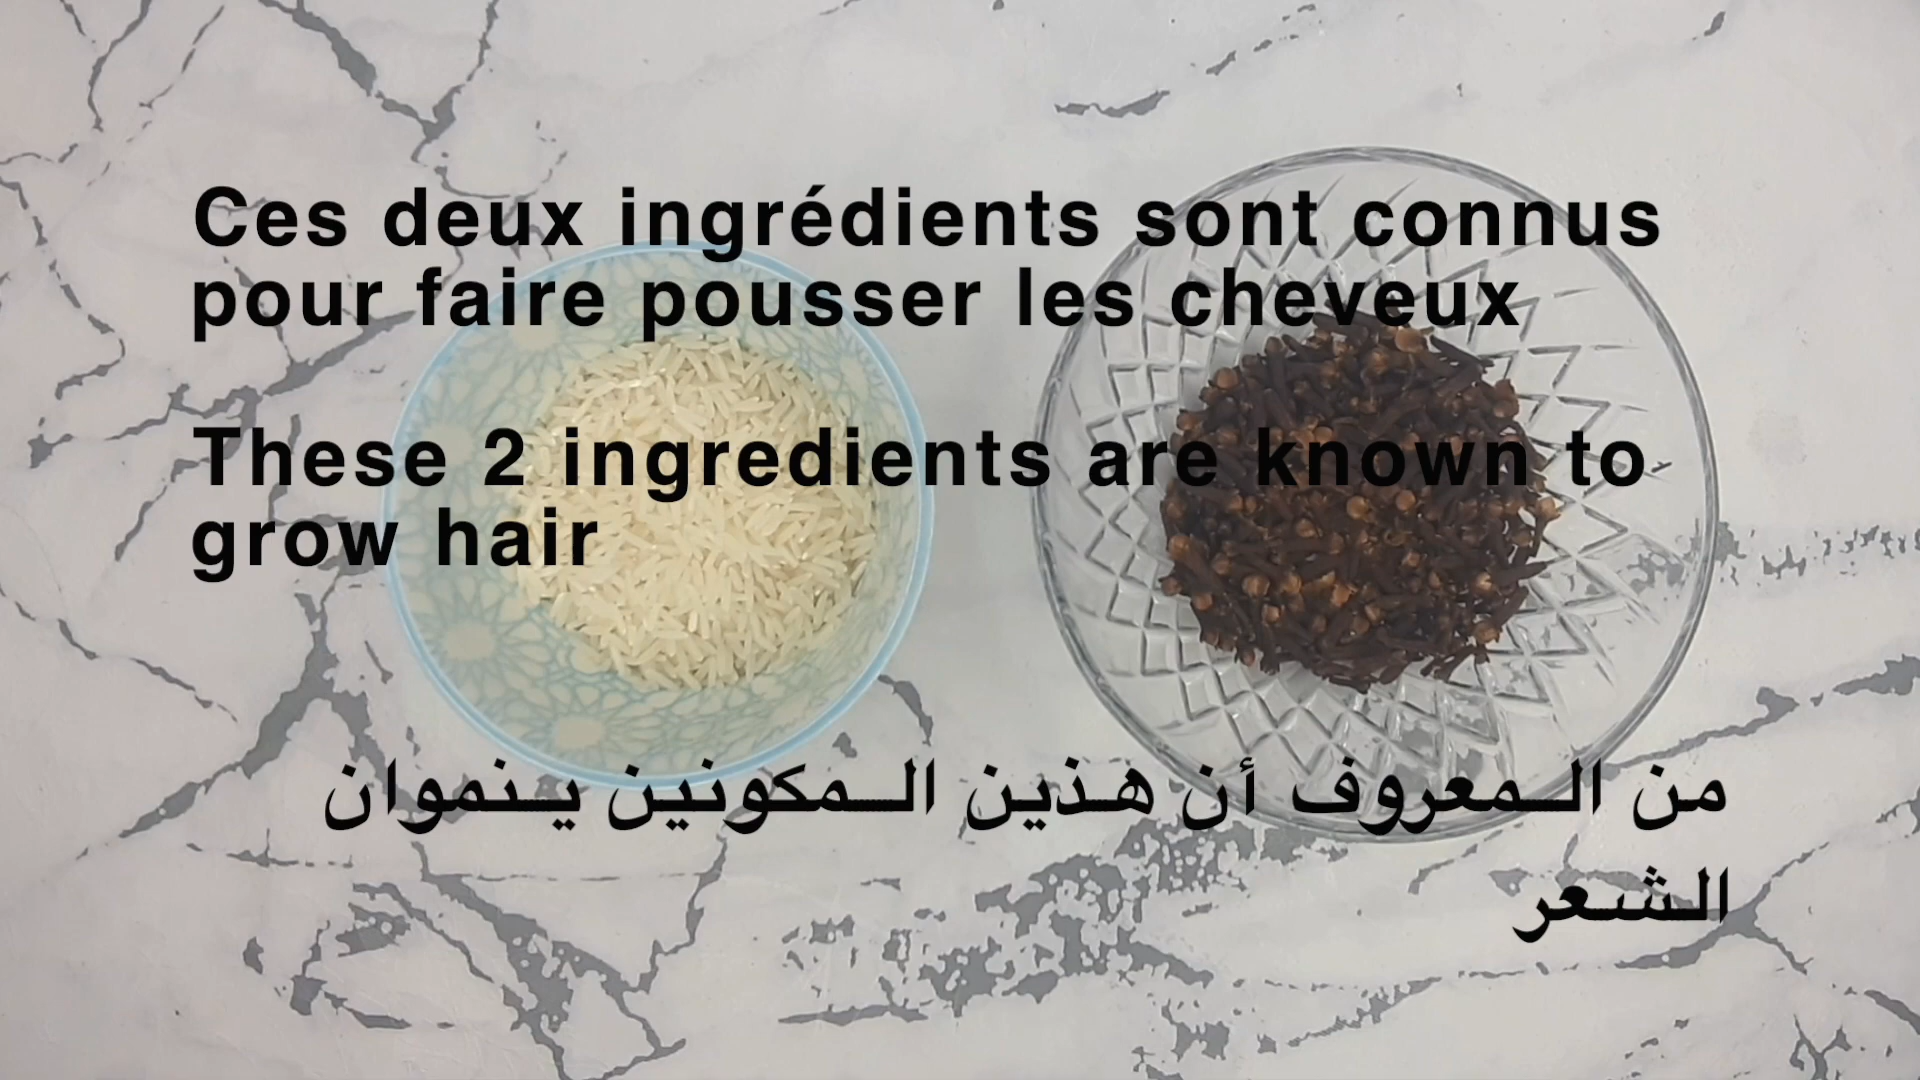 Ces deux ingrédients sont connus
pour faire pousser les cheveux
These 2 ingredients are known to
grow hair
من المعروف أن هذين المكونين ينموان
الشعر